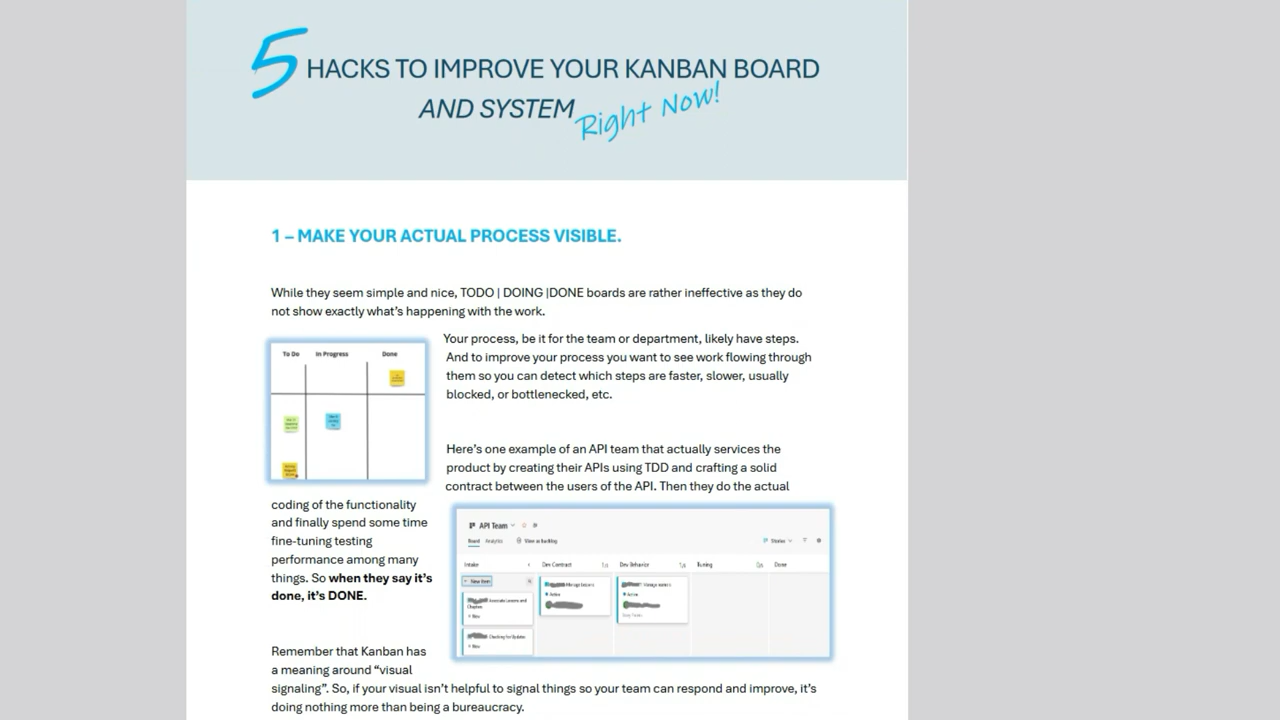 5 HACKS TO IMPROVE YOUR KANBAN BOARD
AND SYSTEM Right Now!
1 – MAKE YOUR ACTUAL PROCESS VISIBLE.
While they seem simple and nice, TODO | DOING |DONE boards are rather ineffective as they do
not show exactly what's happening with the work.
To Do In Progress Done
Your process, be it for the team or department, likely have steps.
And to improve your process you want to see work flowing through
them so you can detect which steps are faster, slower, usually
blocked, or bottlenecked, etc.
Here's one example of an API team that actually services the
product by creating their APIs using TDD and crafting a solid
contract between the users of the API. Then they do the actual
coding of the functionality
and finally spend some time
fine-tuning testing
performance among many
things. So when they say it's
done, it's DONE.
API Team
Board Analytics View as backlog
Intake Dev Contract Dev Behavior Tuning Done
New item
Active
Active
Checking for Updates
Remember that Kanban has
a meaning around “visual
signaling”. So, if your visual isn't helpful to signal things so your team can respond and improve, it's
doing nothing more than being a bureaucracy.